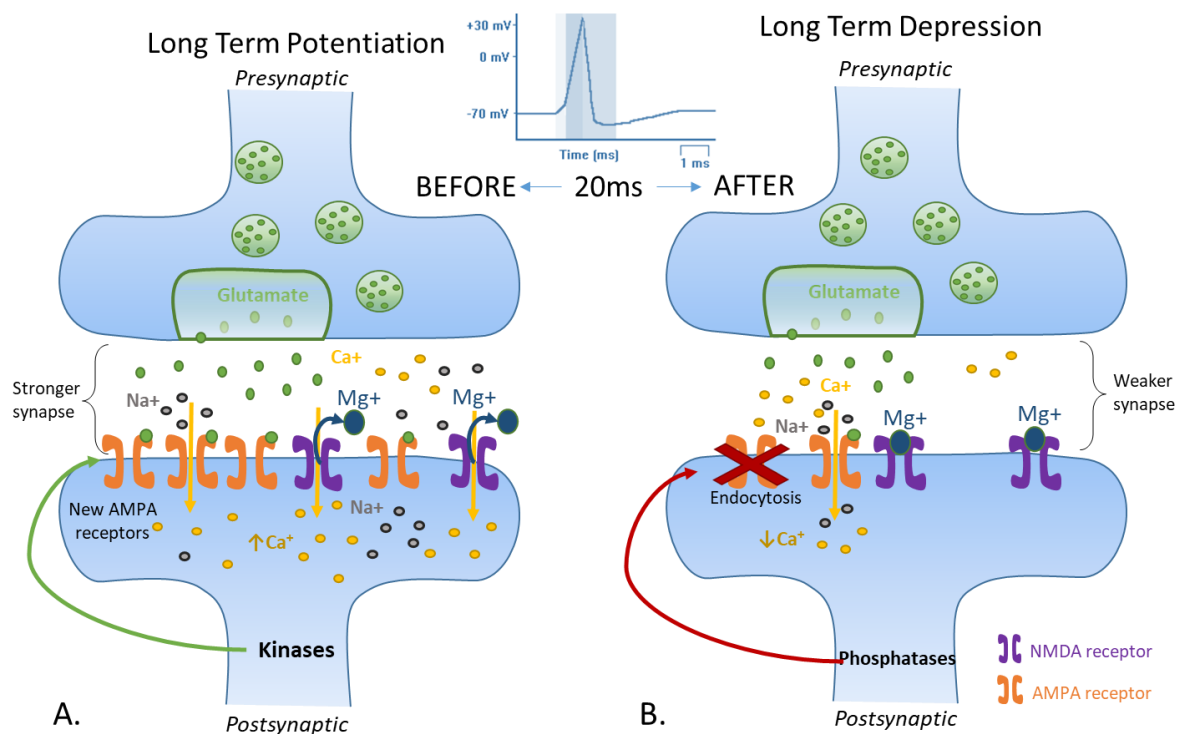 Long Term Potentiation
Presynaptic
+30 mV
0 mV
-70 mV
Time (ms)
1 ms
Long Term Depression
Presynaptic
BEFORE
20ms
AFTER
Glutamate
Stronger
synapse
Ca+
Na+
Mg+
Mg+
New AMPA
receptors
Na+
↑Ca⁺
Kinases
A.
Postsynaptic
Glutamate
Ca+
Na+
Mg+
Mg+
Weaker
synapse
Endocytosis
↓Ca⁺
Phosphatases
NMDA receptor
AMPA receptor
B.
Postsynaptic